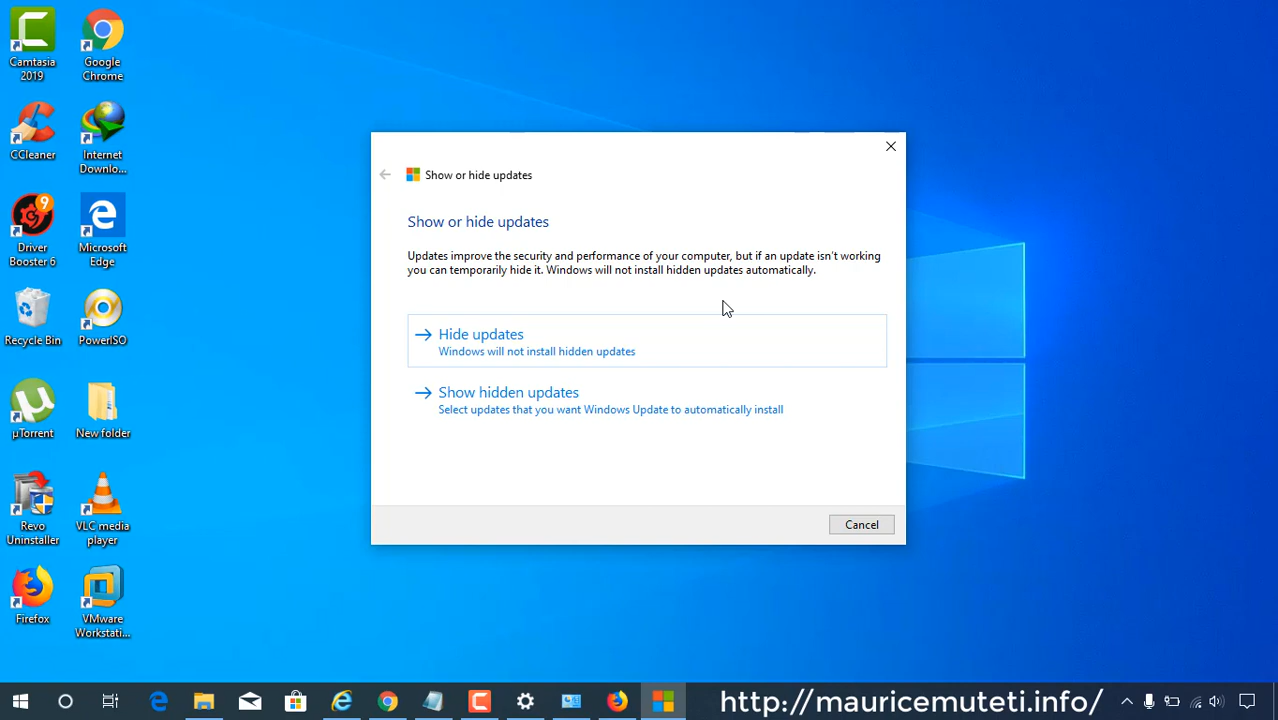 Camtasia
2019
Google
Chrome
CCleaner
Internet
Downlo...
9
Driver
Booster 6
Microsoft
Edge
Recycle Bin
PowerISO
µTorrent
New folder
Revo
Uninstaller
VLC media
player
Firefox
VMware
Workstati...
Show or hide updates
Show or hide updates
Updates improve the security and performance of your computer, but if an update isn't working
you can temporarily hide it. Windows will not install hidden updates automatically.
Hide updates
Windows will not install hidden updates
Show hidden updates
Select updates that you want Windows Update to automatically install
Cancel
http://mauricemuteti.info/